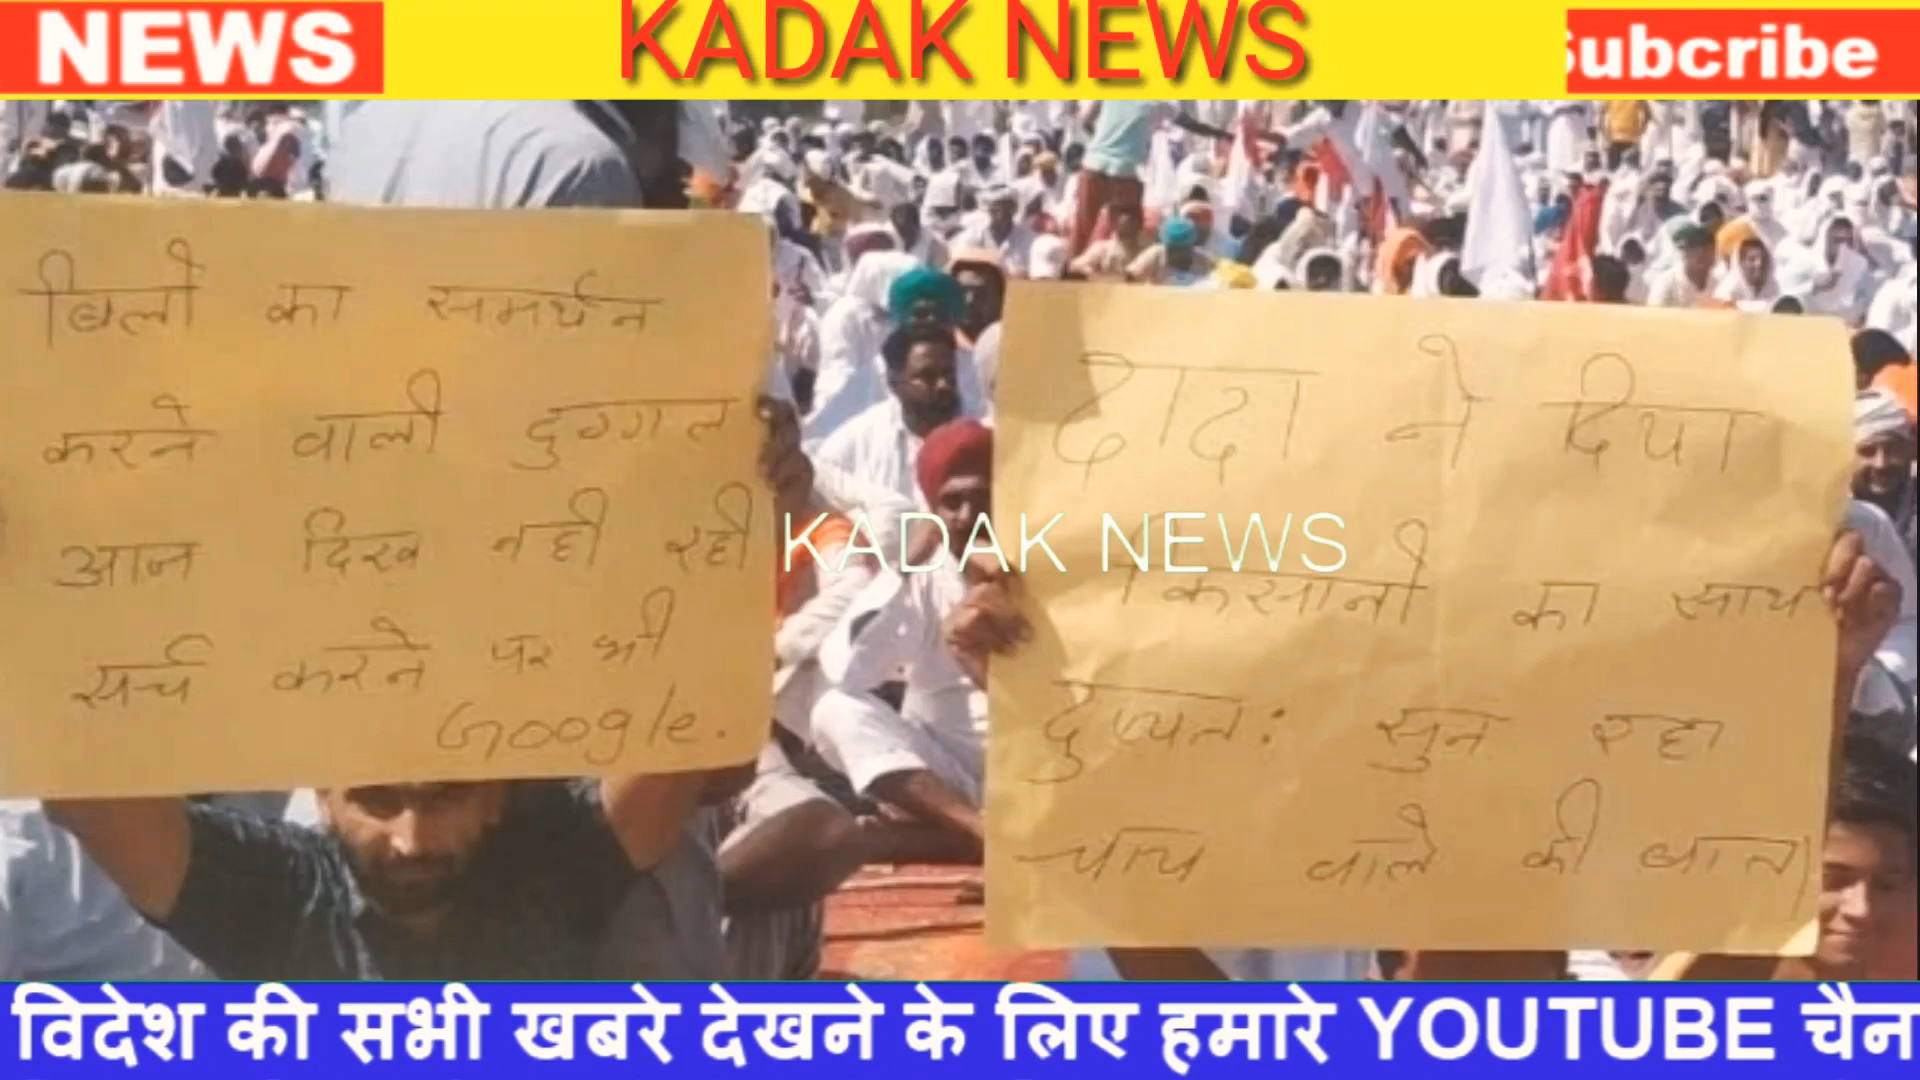 NEWS
KADAK NEWS
ubcribe
बिलों का समर्थन
करने वाली दुग्गल
आज दिख नही रही
सर्च करने पर भी
Google.
दादा ने दिया
किसानों का साथ
KADAK NEWS
: सुन रहा
चाय वाले की बात।
विदेश की सभी खबरे देखने के लिए हमारे YOUTUBE चैन